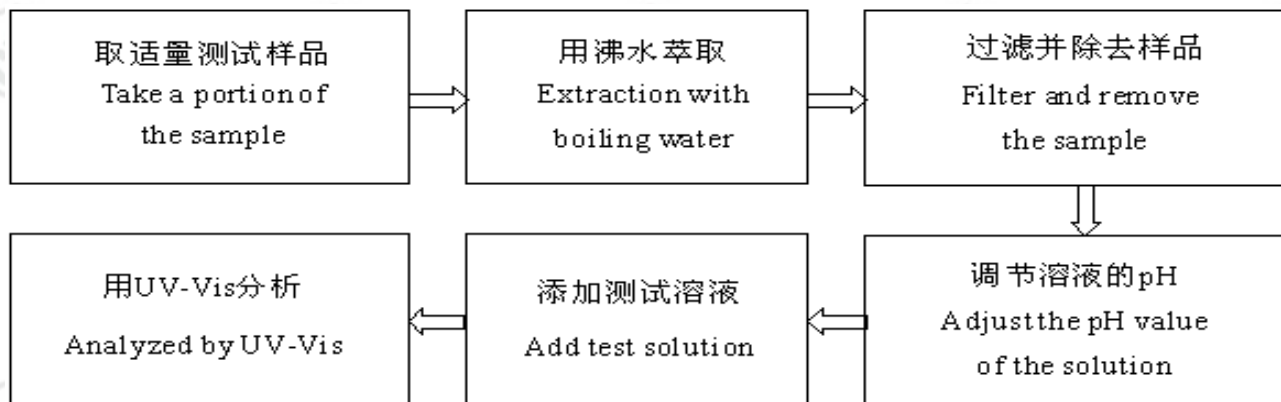 取适量测试样品
Take a portion of
the sample
用沸水萃取
Extraction with
boiling water
过滤并除去样品
Filter and remove
the sample
调节溶液的pH
Adjust the pH value
of the solution
添加测试溶液
Add test solution
用UV-Vis分析
Analyzed by UV-Vis